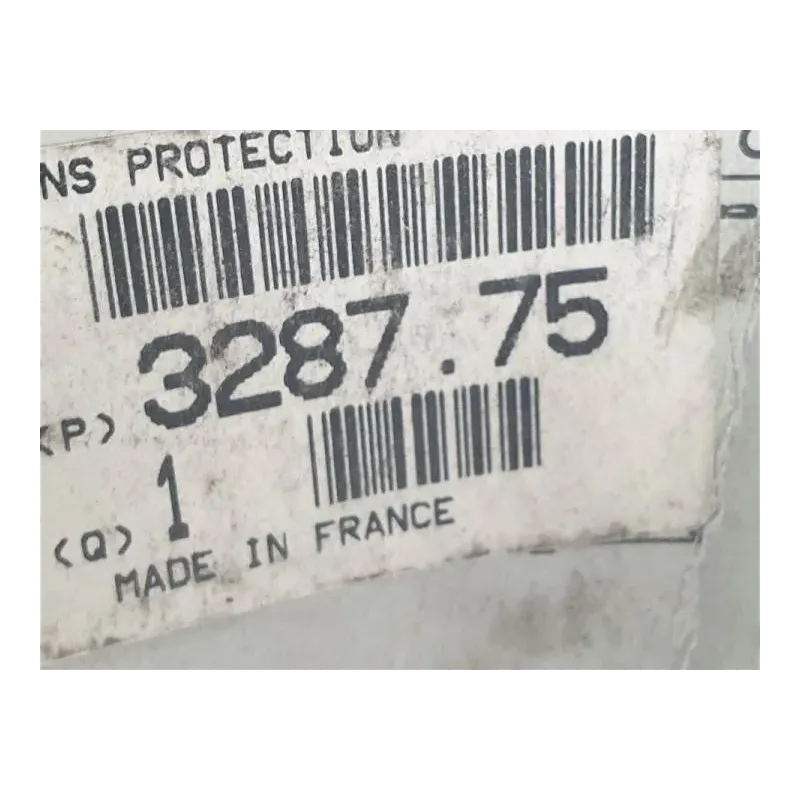 NS PROTECTION
(P) 3287.75
(Q) 1
MADE IN FRANCE